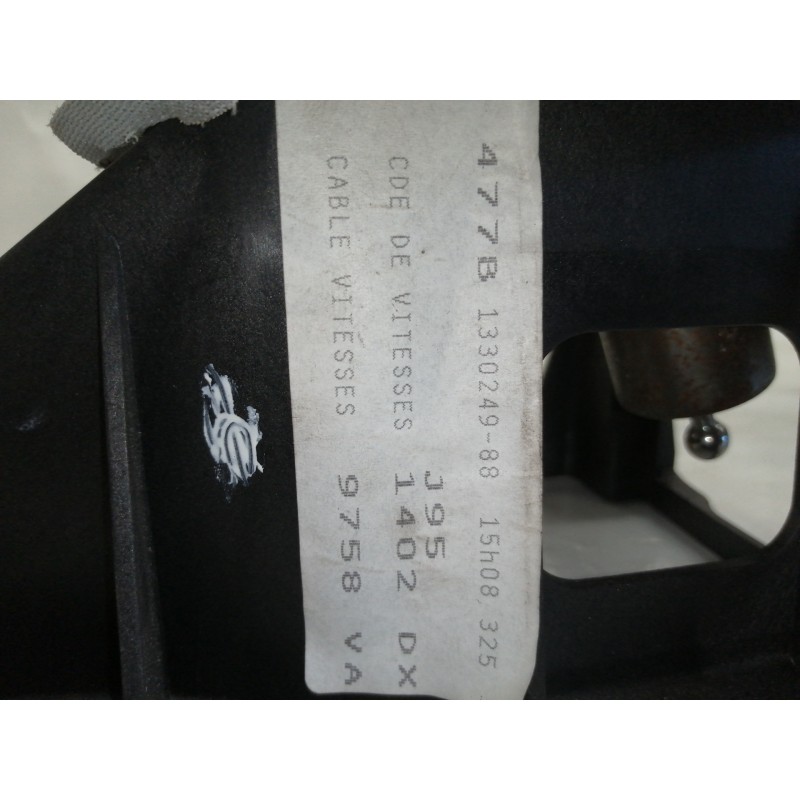 477B 1330249-88 15h08,325
J95
CDE DE VITESSES 1402 DX
CABLE VITESSES 9758 VA